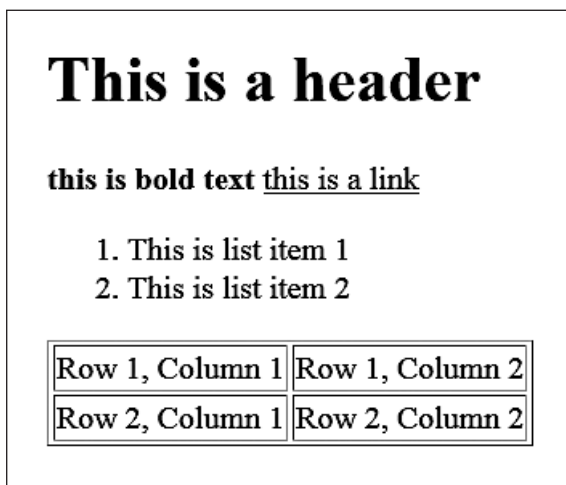 This is a header
this is bold text this is a link
1. This is list item 1
2. This is list item 2
Row 1, Column 1 Row 1, Column 2
Row 2, Column 1 Row 2, Column 2